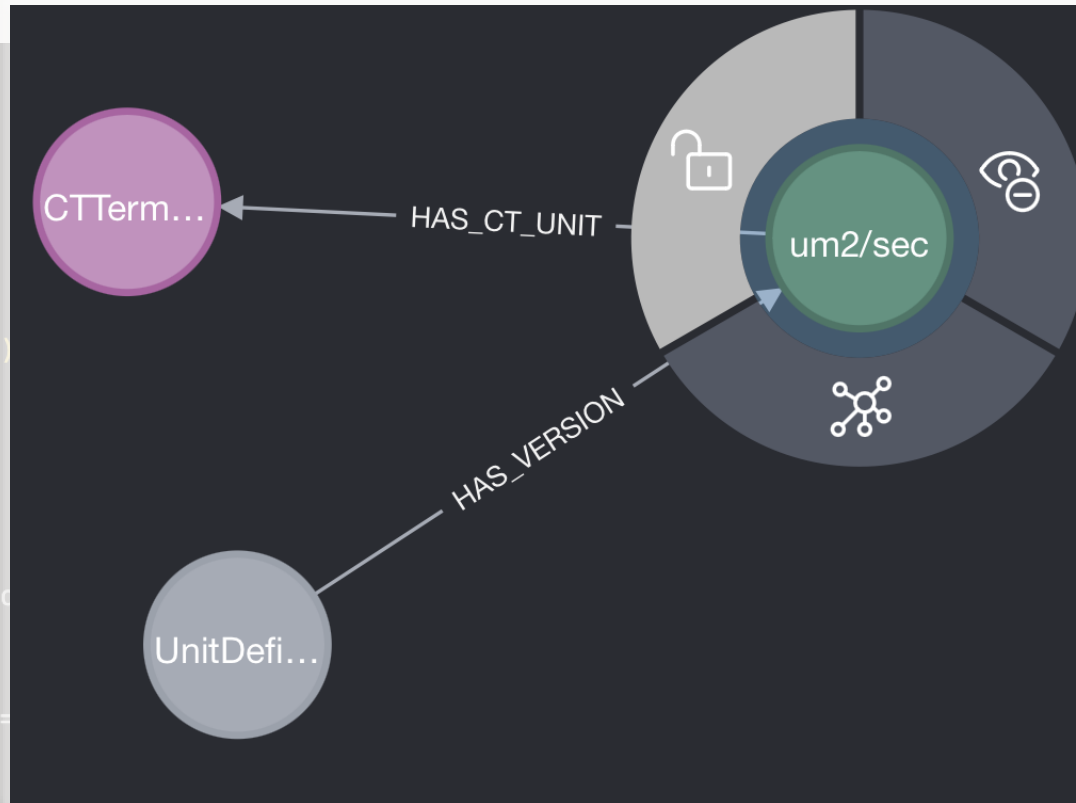 CTTerm…
HAS_CT_UNIT
um2/sec
HAS_VERSION
UnitDefi…